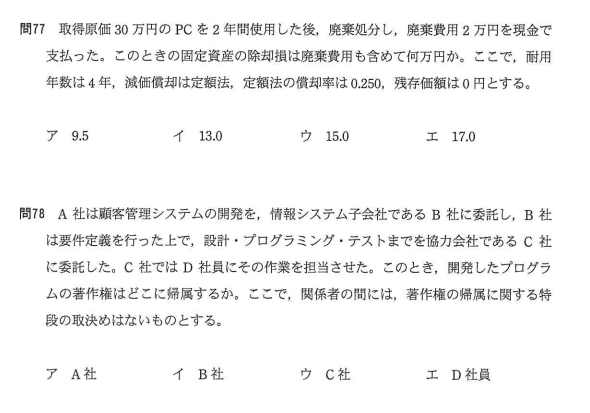 問77 取得原価 30 万円の PC を 2 年間使用した後，廃棄処分し，廃棄費用 2 万円を現金で
支払った。このときの固定資産の除却損は廃棄費用も含めて何万円か。ここで，耐用
年数は 4 年，減価償却は定額法，定額法の償却率は 0.250，残存価額は 0 円とする。
ア 9.5 イ 13.0 ウ 15.0 エ 17.0
問78 A 社は顧客管理システムの開発を，情報システム子会社である B 社に委託し，B 社
は要件定義を行った上で，設計・プログラミング・テストまでを協力会社である C 社
に委託した。C 社では D 社員にその作業を担当させた。このとき，開発したプログラ
ムの著作権はどこに帰属するか。ここで，関係者の間には，著作権の帰属に関する特
段の取決めはないものとする。
ア A 社 イ B 社 ウ C 社 エ D 社員